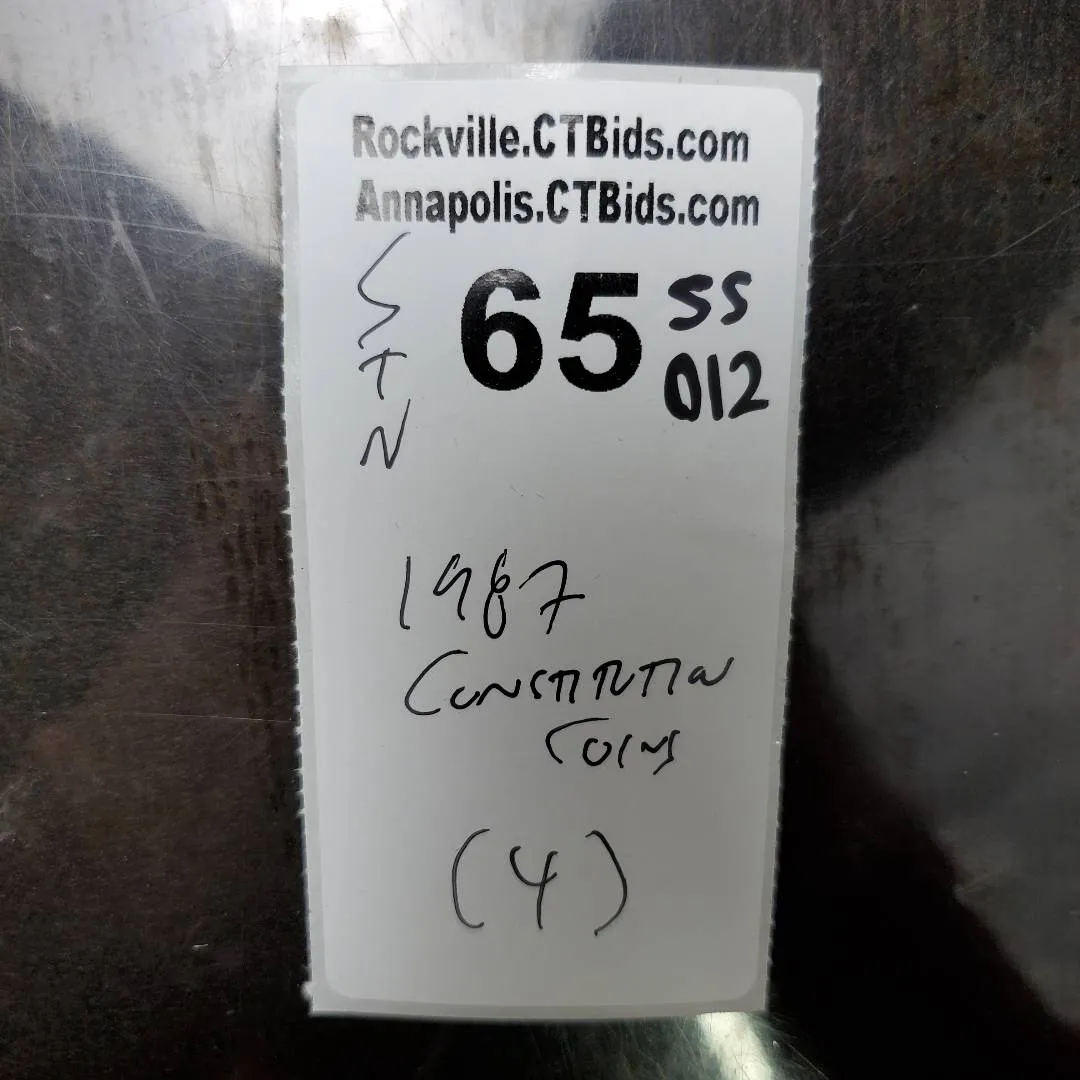 Rockville.CTBids.com
Annapolis.CTBids.com
S+N
65 SS
012
1987
Constitution
Coins
(4)